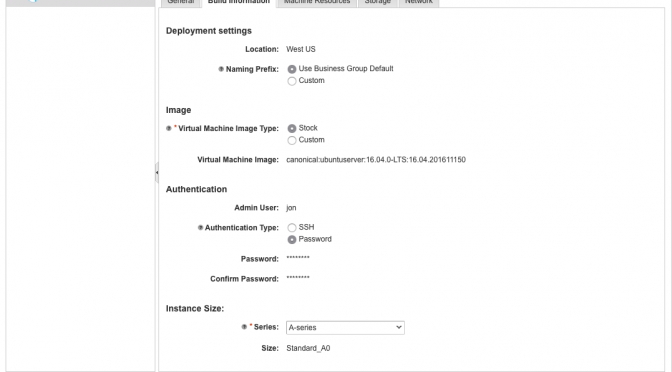 General Build Information Machine Resources Storage Network
Deployment settings
Location: West US
Naming Prefix: Use Business Group Default
Custom
Image
* Virtual Machine Image Type: Stock
Custom
Virtual Machine Image: canonical:ubuntuserver:16.04.0-LTS:16.04.201611150
Authentication
Admin User: jon
Authentication Type: SSH
Password
Password: ********
Confirm Password: ********
Instance Size:
* Series: A-series
Size: Standard_A0